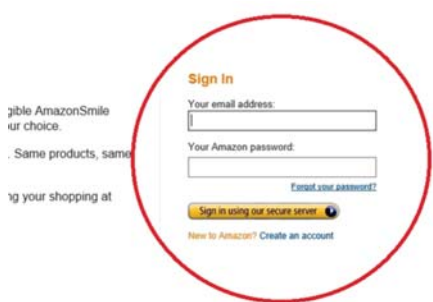 Sign In
gible AmazonSmile
our choice.
Your email address:
. Same products, same
Your Amazon password:
Forgot your password?
ng your shopping at
Sign in using our secure server
New to Amazon? Create an account